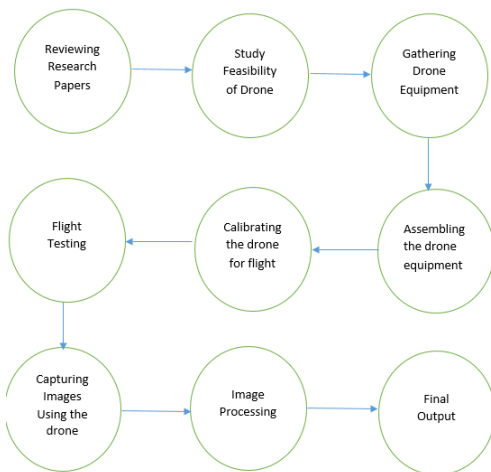 Reviewing
Research
Papers
Study
Feasibility
of Drone
Gathering
Drone
Equipment
Assembling
the drone
equipment
Calibrating
the drone
for flight
Flight
Testing
Capturing
Images
Using the
drone
Image
Processing
Final
Output